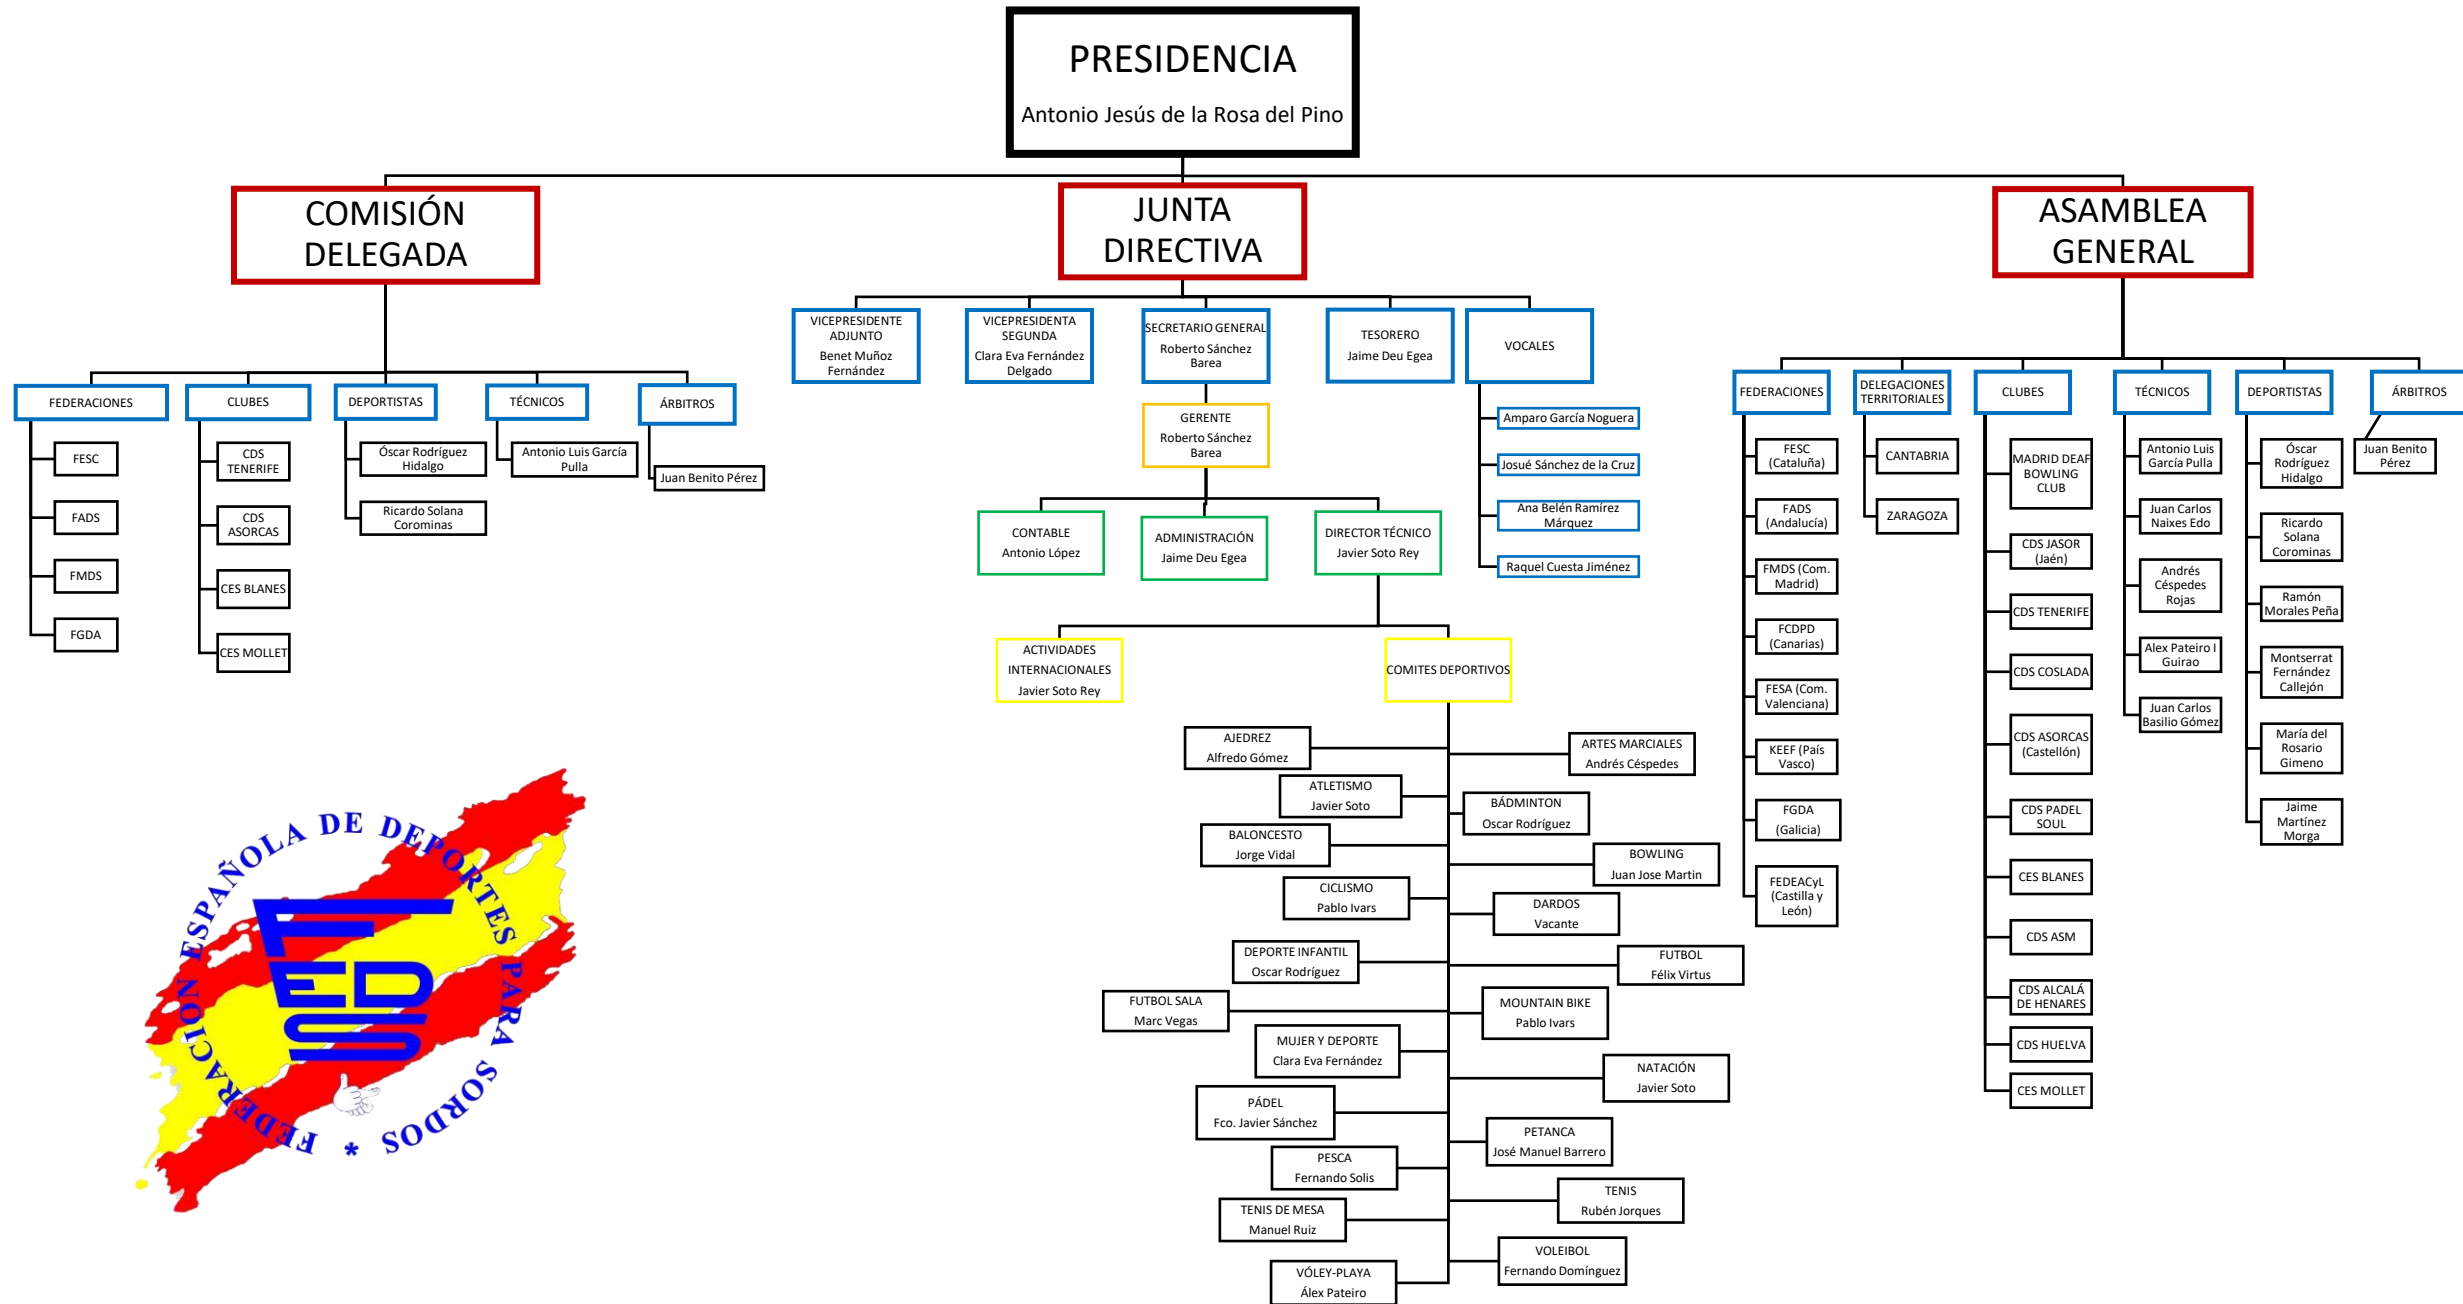 PRESIDENCIA
Antonio Jesús de la Rosa del Pino
COMISIÓN
DELEGADA
FEDERACIONES
FESC
FADS
FMDS
FGDA
CLUBES
CDS
TENERIFE
CDS
ASORCAS
CES BLANES
CES MOLLET
DEPORTISTAS
Óscar Rodríguez
Hidalgo
Ricardo Solana
Corominas
TÉCNICOS
Antonio Luis García
Pulla
ÁRBITROS
Juan Benito Pérez
JUNTA
DIRECTIVA
VICEPRESIDENTE
ADJUNTO
Benet Muñoz
Fernández
VICEPRESIDENTA
SEGUNDA
Clara Eva Fernández
Delgado
SECRETARIO GENERAL
Roberto Sánchez
Barea
TESORERO
Jaime Deu Egea
VOCALES
Amparo García Noguera
Josué Sánchez de la Cruz
Ana Belén Ramírez
Márquez
Raquel Cuesta Jiménez
GERENTE
Roberto Sánchez
Barea
CONTABLE
Antonio López
ADMINISTRACIÓN
Jaime Deu Egea
DIRECTOR TÉCNICO
Javier Soto Rey
ACTIVIDADES
INTERNACIONALES
Javier Soto Rey
COMITES DEPORTIVOS
AJEDREZ
Alfredo Gómez
ARTES MARCIALES
Andrés Céspedes
ATLETISMO
Javier Soto
BÁDMINTON
Oscar Rodríguez
BALONCESTO
Jorge Vidal
BOWLING
Juan Jose Martin
CICLISMO
Pablo Ivars
DARDOS
Vacante
DEPORTE INFANTIL
Oscar Rodríguez
FUTBOL
Félix Virtus
FUTBOL SALA
Marc Vegas
MOUNTAIN BIKE
Pablo Ivars
MUJER Y DEPORTE
Clara Eva Fernández
NATACIÓN
Javier Soto
PÁDEL
Fco. Javier Sánchez
PETANCA
José Manuel Barrero
PESCA
Fernando Solis
TENIS
Rubén Jorques
TENIS DE MESA
Manuel Ruiz
VOLEIBOL
Fernando Domínguez
VÓLEY-PLAYA
Álex Pateiro
ASAMBLEA
GENERAL
FEDERACIONES
FESC
(Cataluña)
FADS
(Andalucía)
FMDS (Com.
Madrid)
FCDPD
(Canarias)
FESA (Com.
Valenciana)
KEEF (País
Vasco)
FGDA
(Galicia)
FEDEACyL
(Castilla y
León)
DELEGACIONES
TERRITORIALES
CANTABRIA
ZARAGOZA
CLUBES
MADRID DEAF
BOWLING
CLUB
CDS JASOR
(Jaén)
CDS TENERIFE
CDS COSLADA
CDS ASORCAS
(Castellón)
CDS PADEL
SOUL
CES BLANES
CDS ASM
CDS ALCALÁ
DE HENARES
CDS HUELVA
CES MOLLET
TÉCNICOS
Antonio Luis
García Pulla
Juan Carlos
Naixes Edo
Andrés
Céspedes
Rojas
Alex Pateiro I
Guirao
Juan Carlos
Basilio Gómez
DEPORTISTAS
Óscar
Rodríguez
Hidalgo
Ricardo
Solana
Corominas
Ramón
Morales Peña
Montserrat
Fernández
Callejón
María del
Rosario
Gimeno
Jaime
Martínez
Morga
ÁRBITROS
Juan Benito
Pérez
FEDERACIÓN ESPAÑOLA DE DEPORTES PARA SORDOS *
F
ED
S